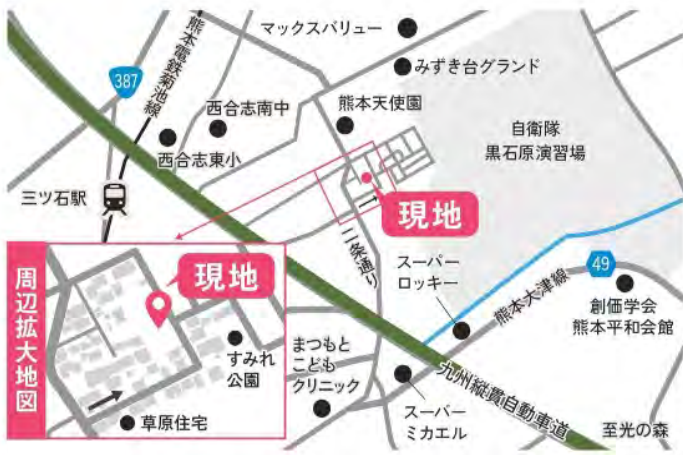 マックスバリュー
387
熊本電鉄菊池線
みずき台グランド
西合志南中
熊本天使園
自衛隊
黒石原演習場
西合志東小
三ツ石駅
現地
二条通り
周辺拡大地図
現地
すみれ
公園
草原住宅
スーパー
ロッキー
熊本大津線
49
創価学会
熊本平和会館
まつもと
こども
クリニック
スーパー
ミカエル
九州縦貫自動車道
至光の森